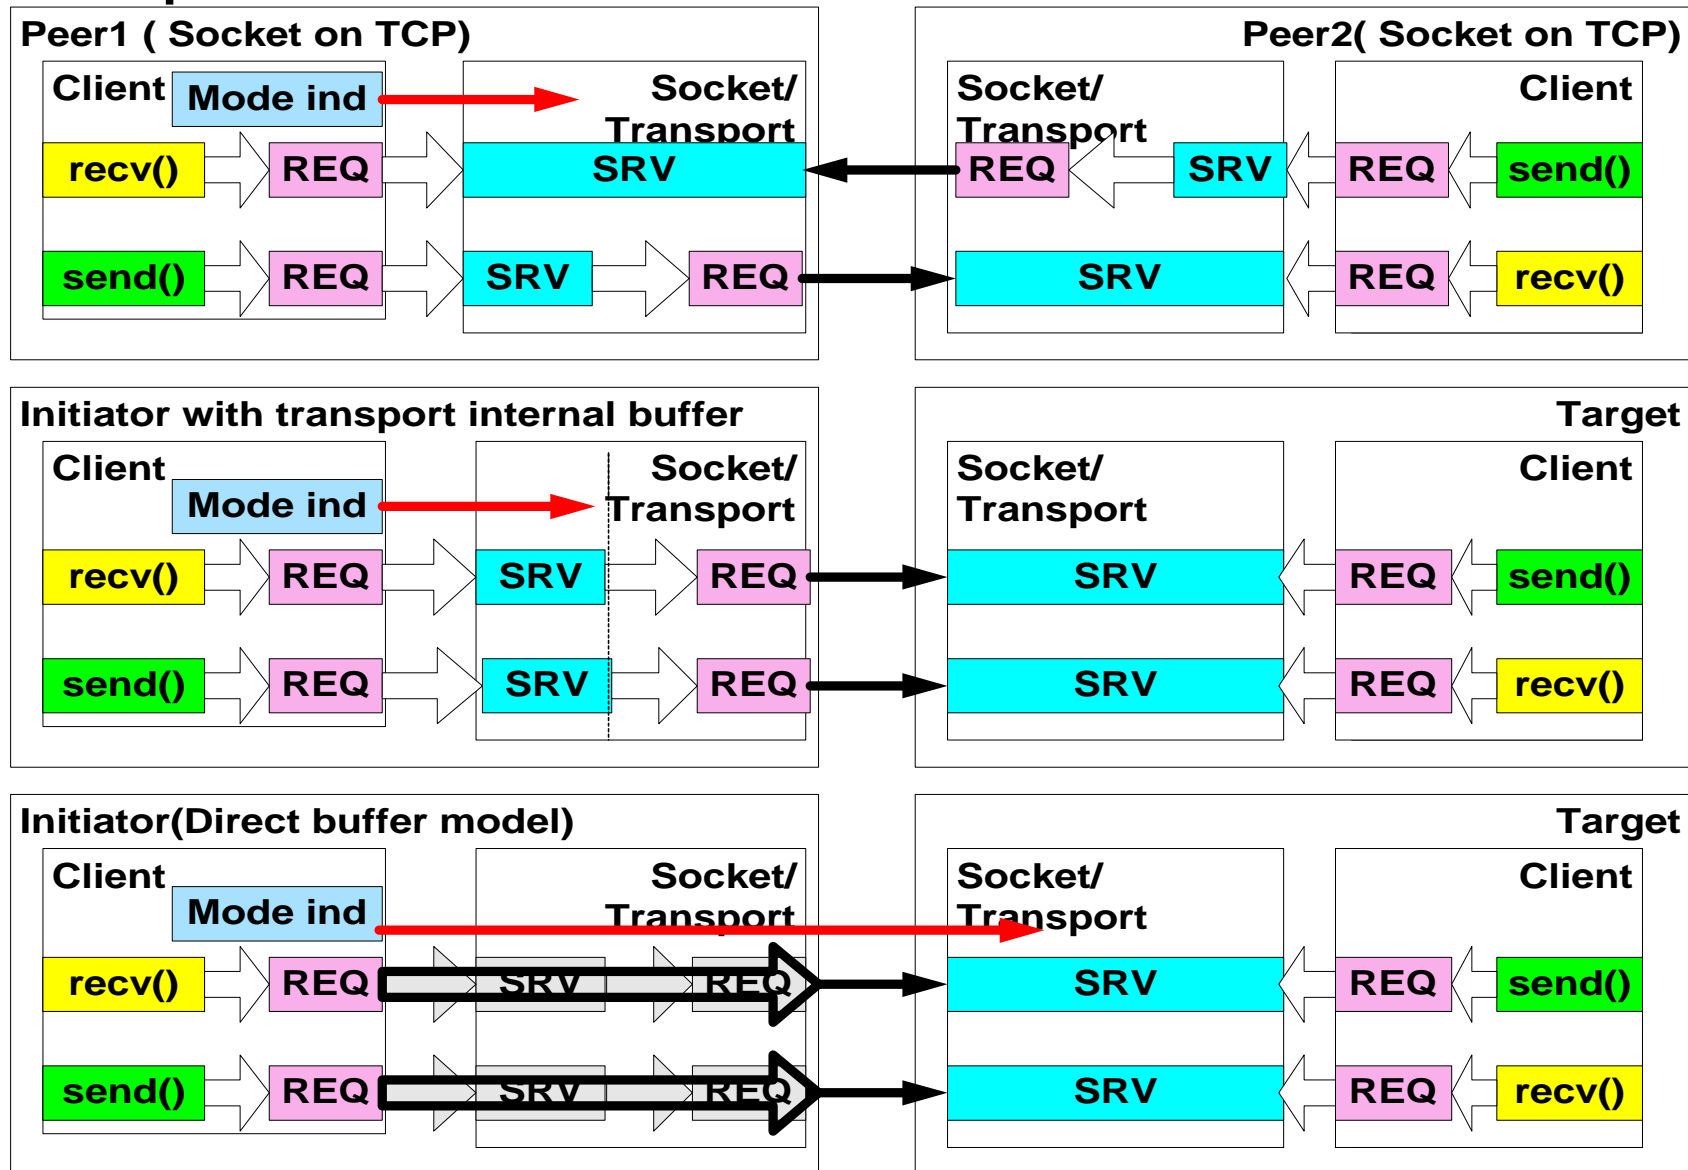 Peer1 ( Socket on TCP)
Peer2( Socket on TCP)
Client
Mode ind
Socket/
Transport
Socket/
Transport
Client
recv()
REQ
SRV
REQ
SRV
REQ
send()
send()
REQ
SRV
REQ
SRV
REQ
recv()
Initiator with transport internal buffer
Target
Client
Mode ind
Socket/
Transport
Socket/
Transport
Client
recv()
REQ
SRV
REQ
SRV
REQ
send()
send()
REQ
SRV
REQ
SRV
REQ
recv()
Initiator(Direct buffer model)
Target
Client
Mode ind
Socket/
Transport
Socket/
Transport
Client
recv()
REQ
SRV
REQ
SRV
REQ
send()
send()
REQ
SRV
REQ
SRV
REQ
recv()